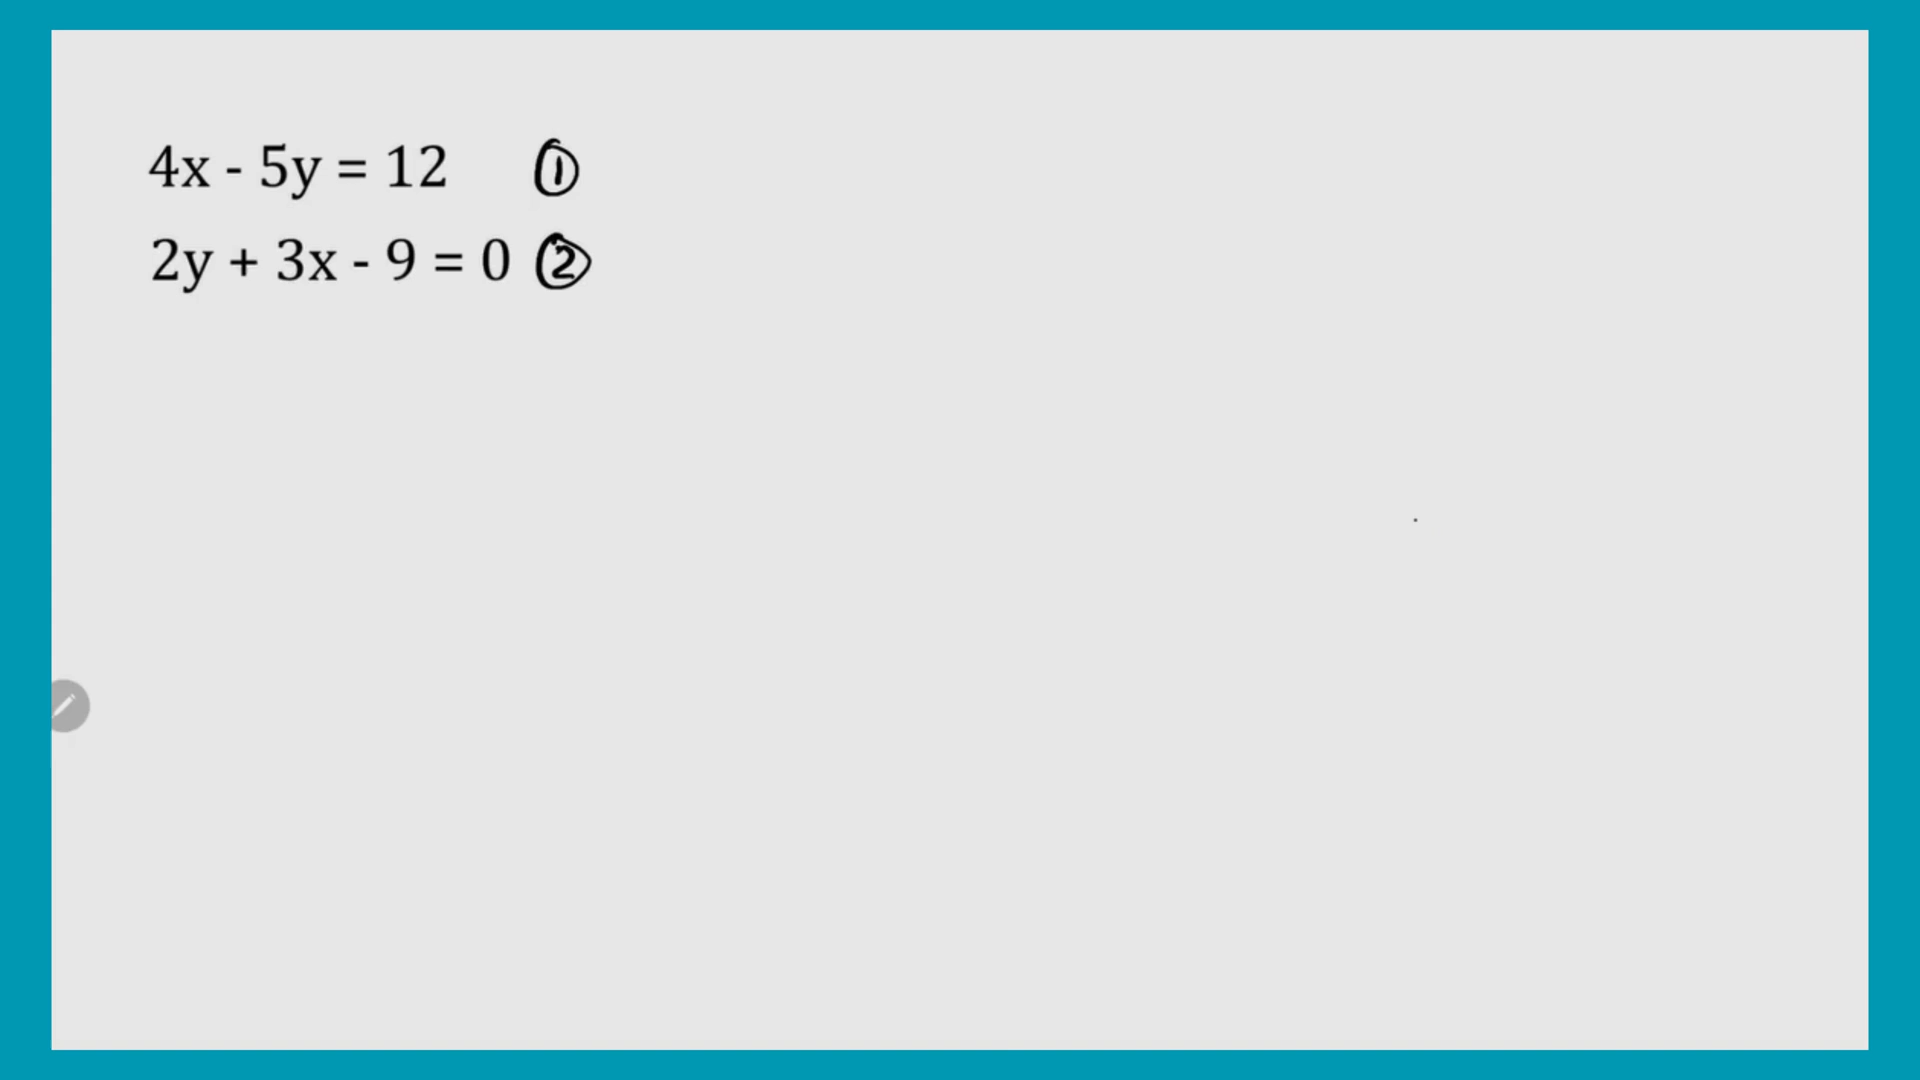 4x - 5y = 12 ①
2y + 3x - 9 = 0 ②